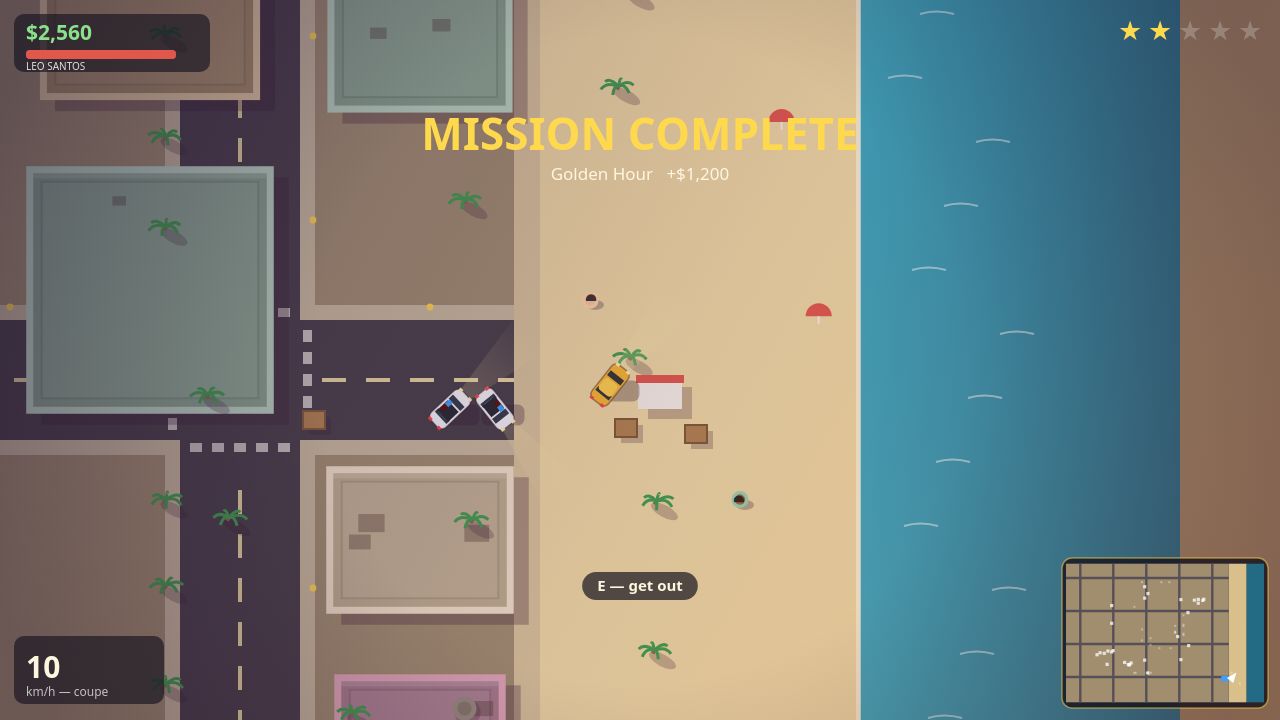 $2,560
LEO SANTOS
MISSION COMPLETE
Golden Hour +$1,200
E — get out
10
km/h — coupe